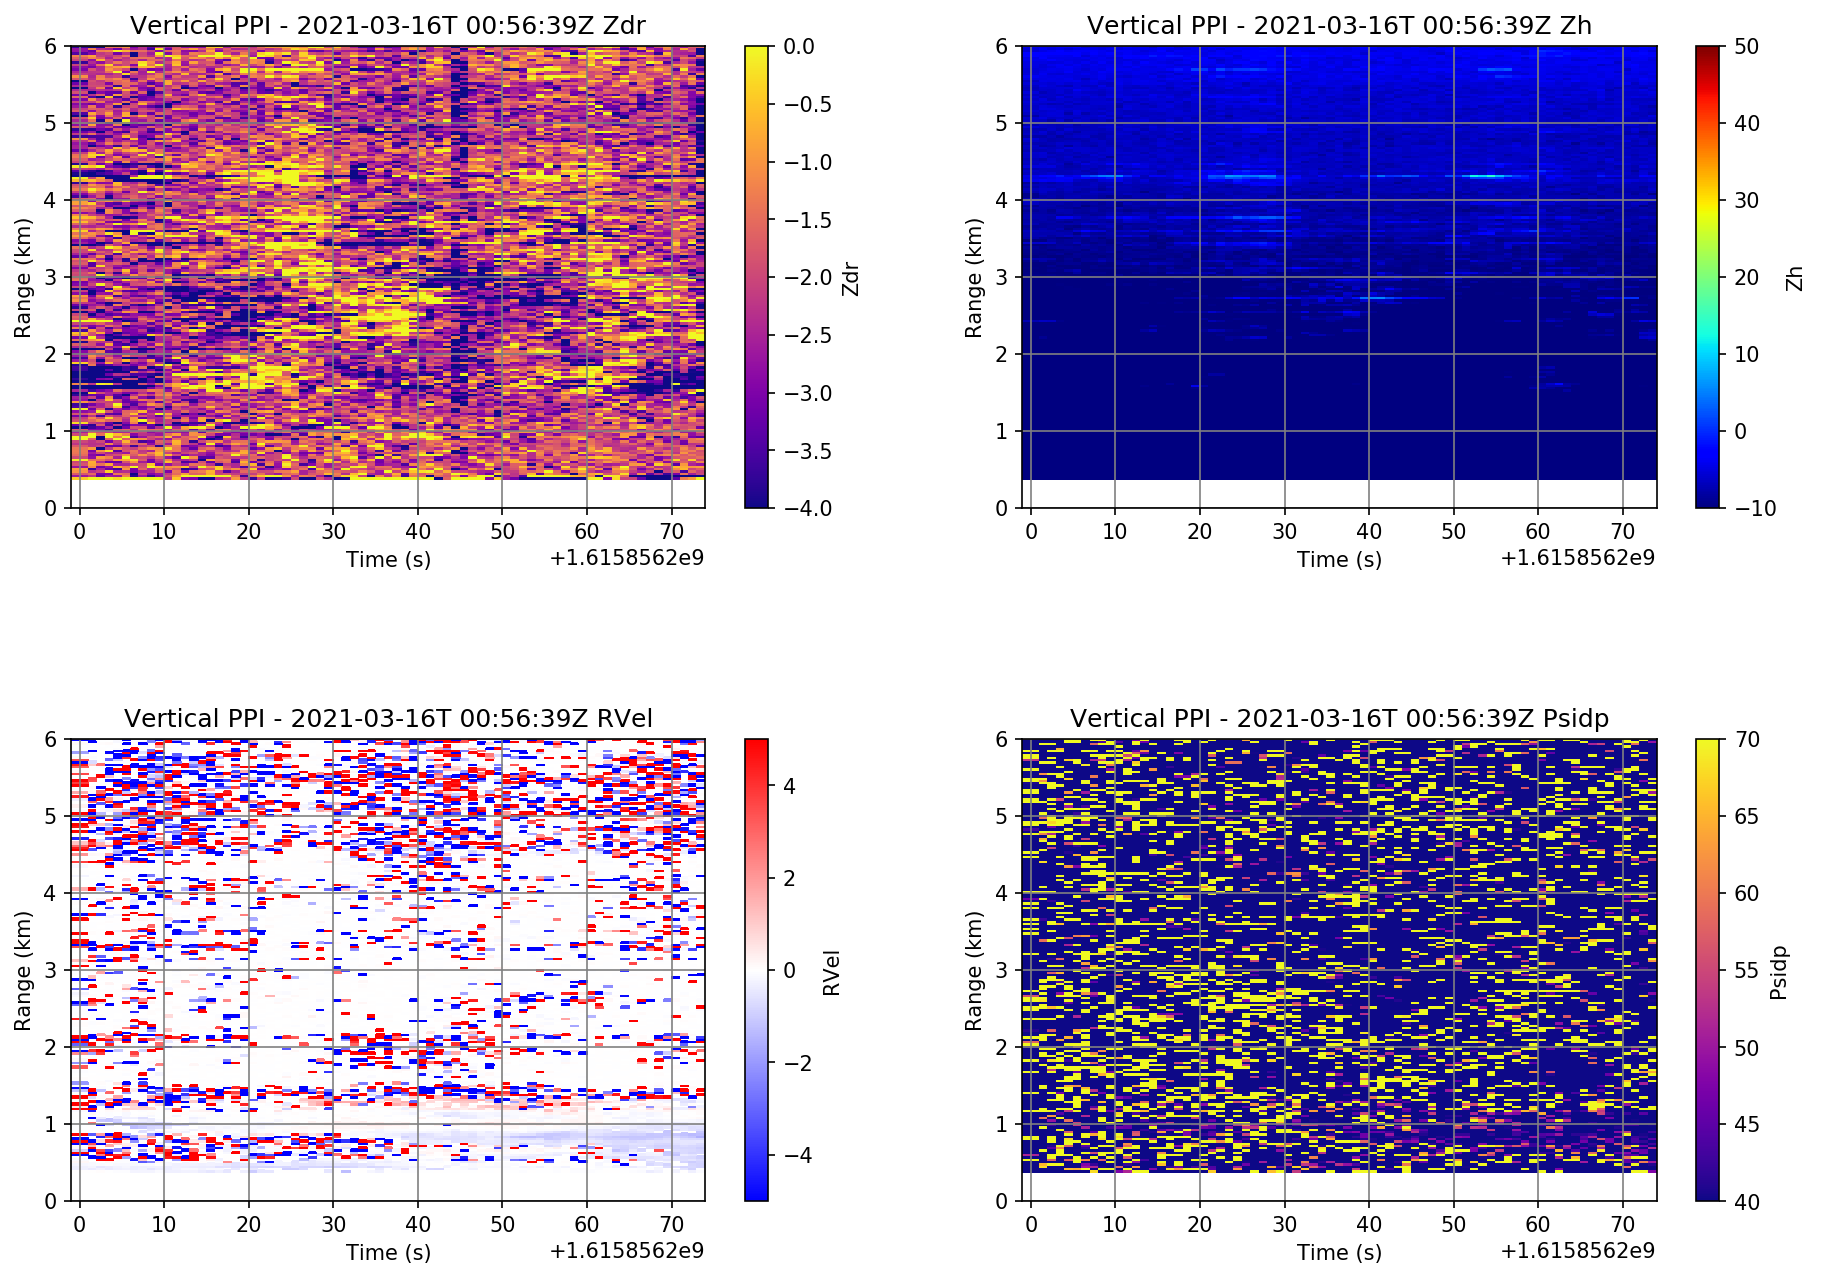 Vertical PPI - 2021-03-16T 00:56:39Z Zdr
6
5
4
3
2
1
0
Range (km)
0 10 20 30 40 50 60 70
Time (s)
+1.6158562e9
0.0
−0.5
−1.0
−1.5
−2.0
−2.5
−3.0
−3.5
−4.0
Zdr
Vertical PPI - 2021-03-16T 00:56:39Z Zh
6
5
4
3
2
1
0
Range (km)
0 10 20 30 40 50 60 70
Time (s)
+1.6158562e9
50
40
30
20
10
0
−10
Zh
Vertical PPI - 2021-03-16T 00:56:39Z RVel
6
5
4
3
2
1
0
Range (km)
0 10 20 30 40 50 60 70
Time (s)
+1.6158562e9
4
2
0
−2
−4
RVel
Vertical PPI - 2021-03-16T 00:56:39Z Psidp
6
5
4
3
2
1
0
Range (km)
0 10 20 30 40 50 60 70
Time (s)
+1.6158562e9
70
65
60
55
50
45
40
Psidp